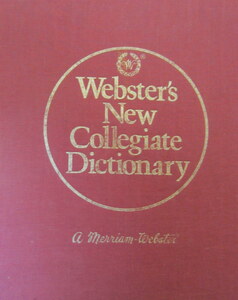 Webster's
New
Collegiate
Dictionary
a Merriam-Webster